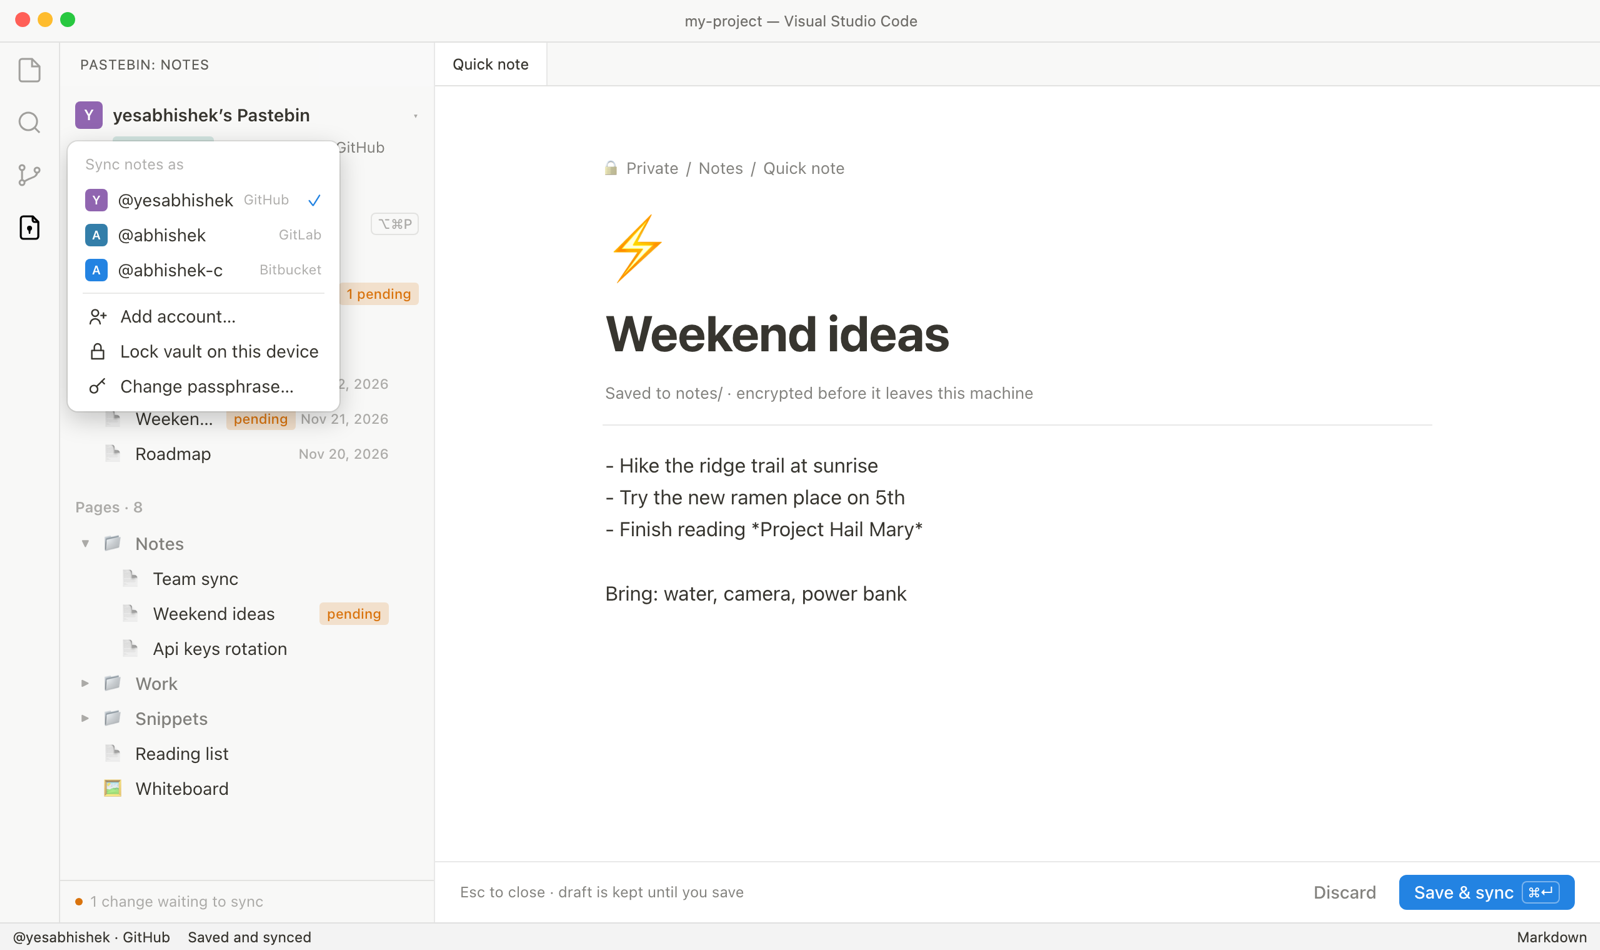 my-project — Visual Studio Code
PASTEBIN: NOTES
Y yesabhishek’s Pastebin
GitHub
Sync notes as
Y @yesabhishek GitHub
A @abhishek GitLab
A @abhishek-c Bitbucket
Add account...
Lock vault on this device
Change passphrase...
⌥⌘P
1 pending
2, 2026
Weeken... pending Nov 21, 2026
Roadmap Nov 20, 2026
Pages · 8
Notes
Team sync
Weekend ideas pending
Api keys rotation
Work
Snippets
Reading list
Whiteboard
1 change waiting to sync
Quick note
Private / Notes / Quick note
Weekend ideas
Saved to notes/ · encrypted before it leaves this machine
- Hike the ridge trail at sunrise
- Try the new ramen place on 5th
- Finish reading *Project Hail Mary*
Bring: water, camera, power bank
Esc to close · draft is kept until you save
Discard
Save & sync ⌘↵
@yesabhishek · GitHub Saved and synced
Markdown